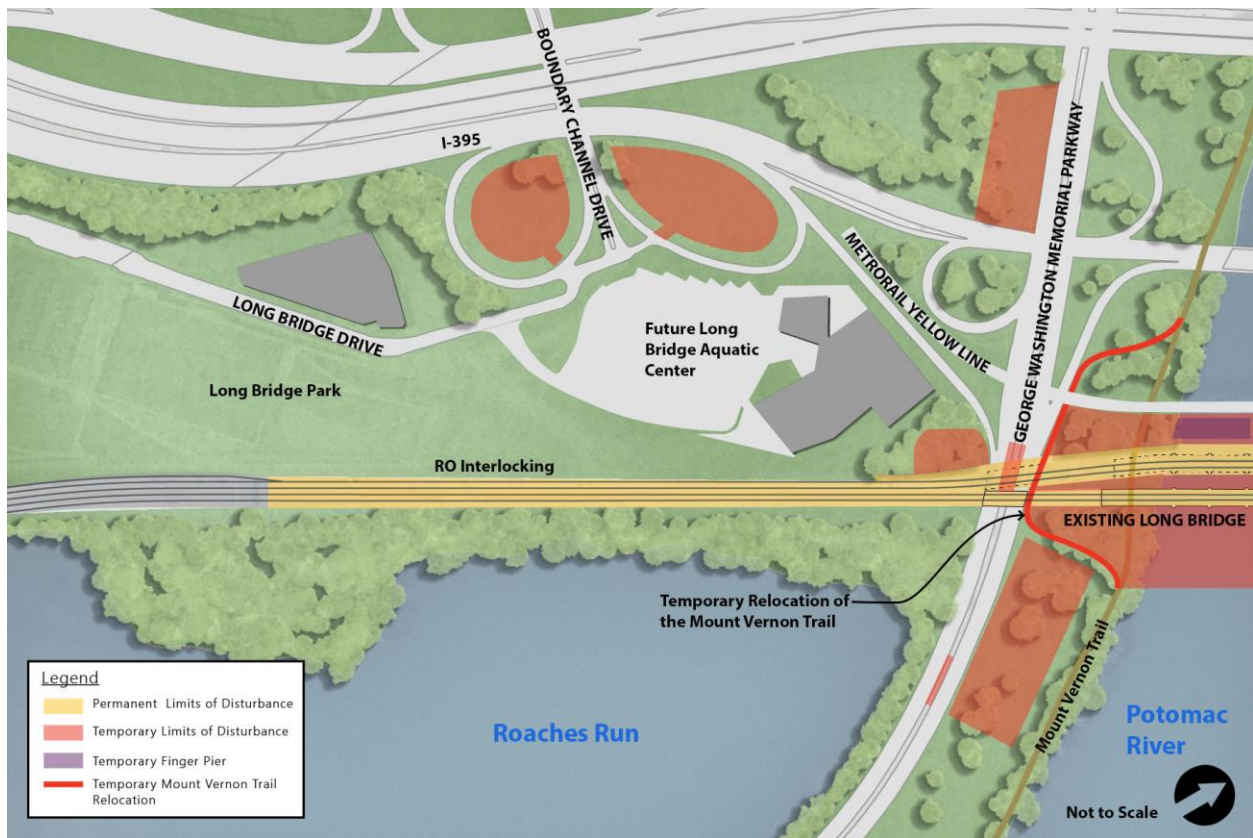 BOUNDARY CHANNEL DRIVE
I-395
GEORGE WASHINGTON MEMORIAL PARKWAY
METRORAIL YELLOW LINE
LONG BRIDGE DRIVE
Future Long
Bridge Aquatic
Center
Long Bridge Park
RO Interlocking
EXISTING LONG BRIDGE
Temporary Relocation of
the Mount Vernon Trail
Mount Vernon Trail
Roaches Run
Potomac
River
Legend
Permanent Limits of Disturbance
Temporary Limits of Disturbance
Temporary Finger Pier
Temporary Mount Vernon Trail
Relocation
Not to Scale